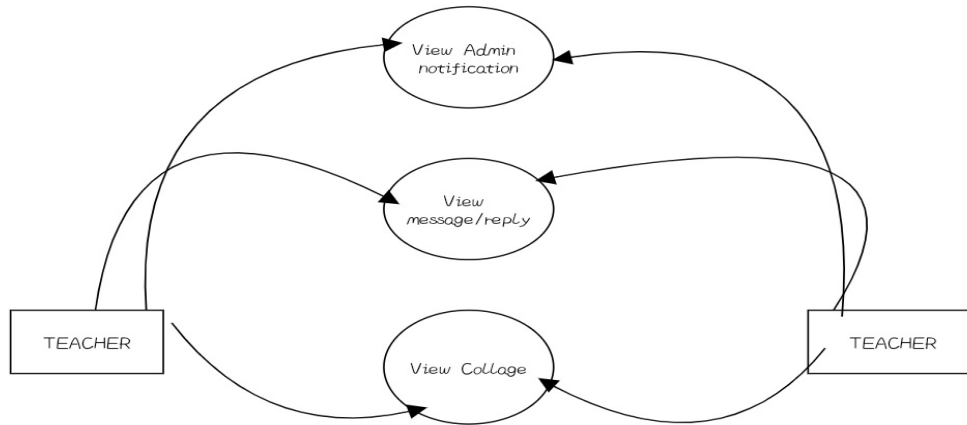 View Admin
notification
View
message/reply
TEACHER
TEACHER
View Collage